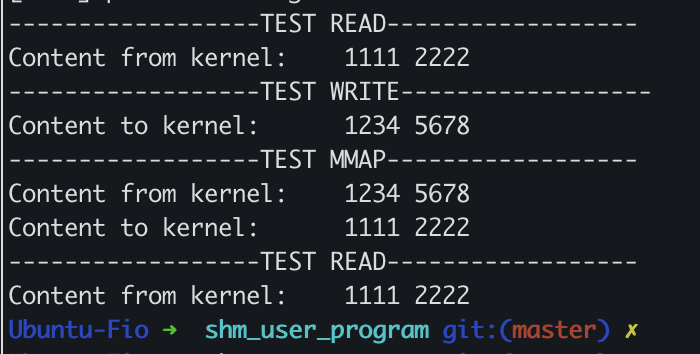 ------------------TEST READ------------------
Content from kernel:    1111 2222
------------------TEST WRITE------------------
Content to kernel:      1234 5678
------------------TEST MMAP------------------
Content from kernel:    1234 5678
Content to kernel:      1111 2222
------------------TEST READ------------------
Content from kernel:    1111 2222
Ubuntu-Fio ➜  shm_user_program git:(master) ✗